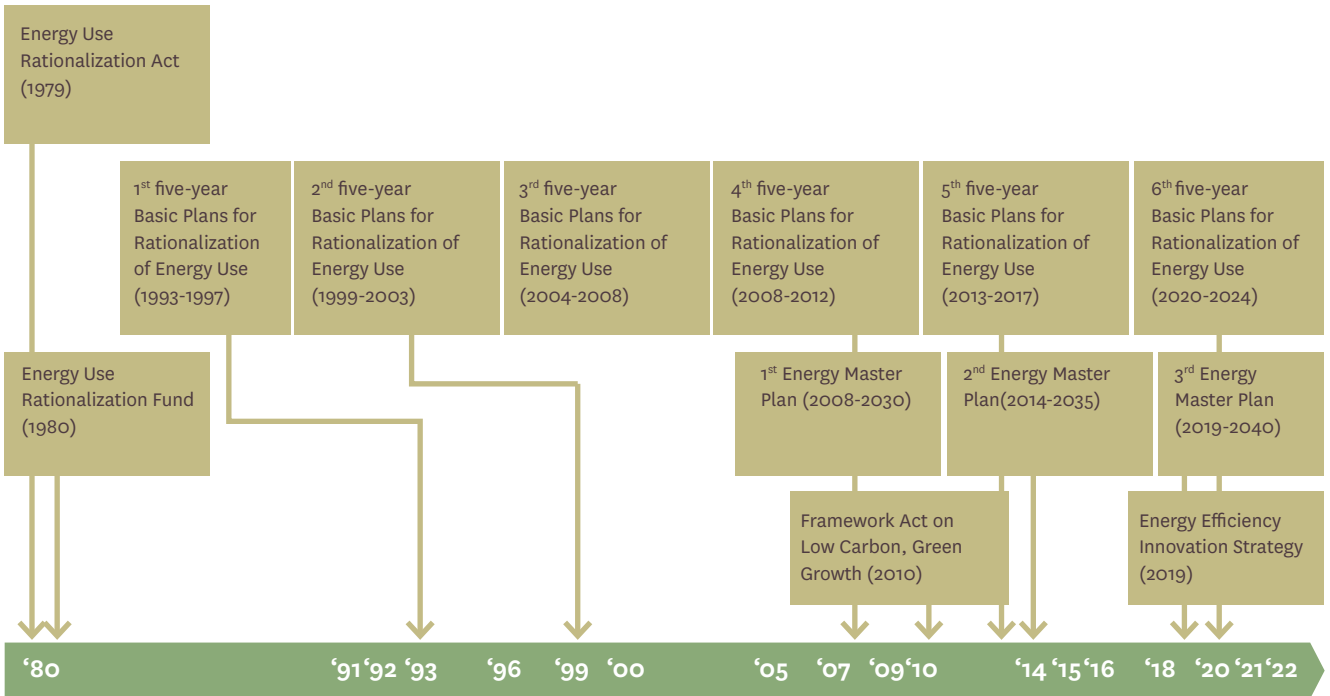 Energy Use
Rationalization Act
(1979)
1st five-year
Basic Plans for
Rationalization
of Energy Use
(1993-1997)
2nd five-year
Basic Plans for
Rationalization of
Energy Use
(1999-2003)
3rd five-year
Basic Plans for
Rationalization of
Energy Use
(2004-2008)
4th five-year
Basic Plans for
Rationalization of
Energy Use
(2008-2012)
5th five-year
Basic Plans for
Rationalization of
Energy Use
(2013-2017)
6th five-year
Basic Plans for
Rationalization of
Energy Use
(2020-2024)
Energy Use
Rationalization Fund
(1980)
1st Energy Master
Plan (2008-2030)
2nd Energy Master
Plan(2014-2035)
3rd Energy
Master Plan
(2019-2040)
Framework Act on
Low Carbon, Green
Growth (2010)
Energy Efficiency
Innovation Strategy
(2019)
‘80 ‘91 ‘92 ‘93 ‘96 ‘99 ‘00 ‘05 ‘07 ‘09 ‘10 ‘14 ‘15 ‘16 ‘18 ‘20 ‘21 ‘22